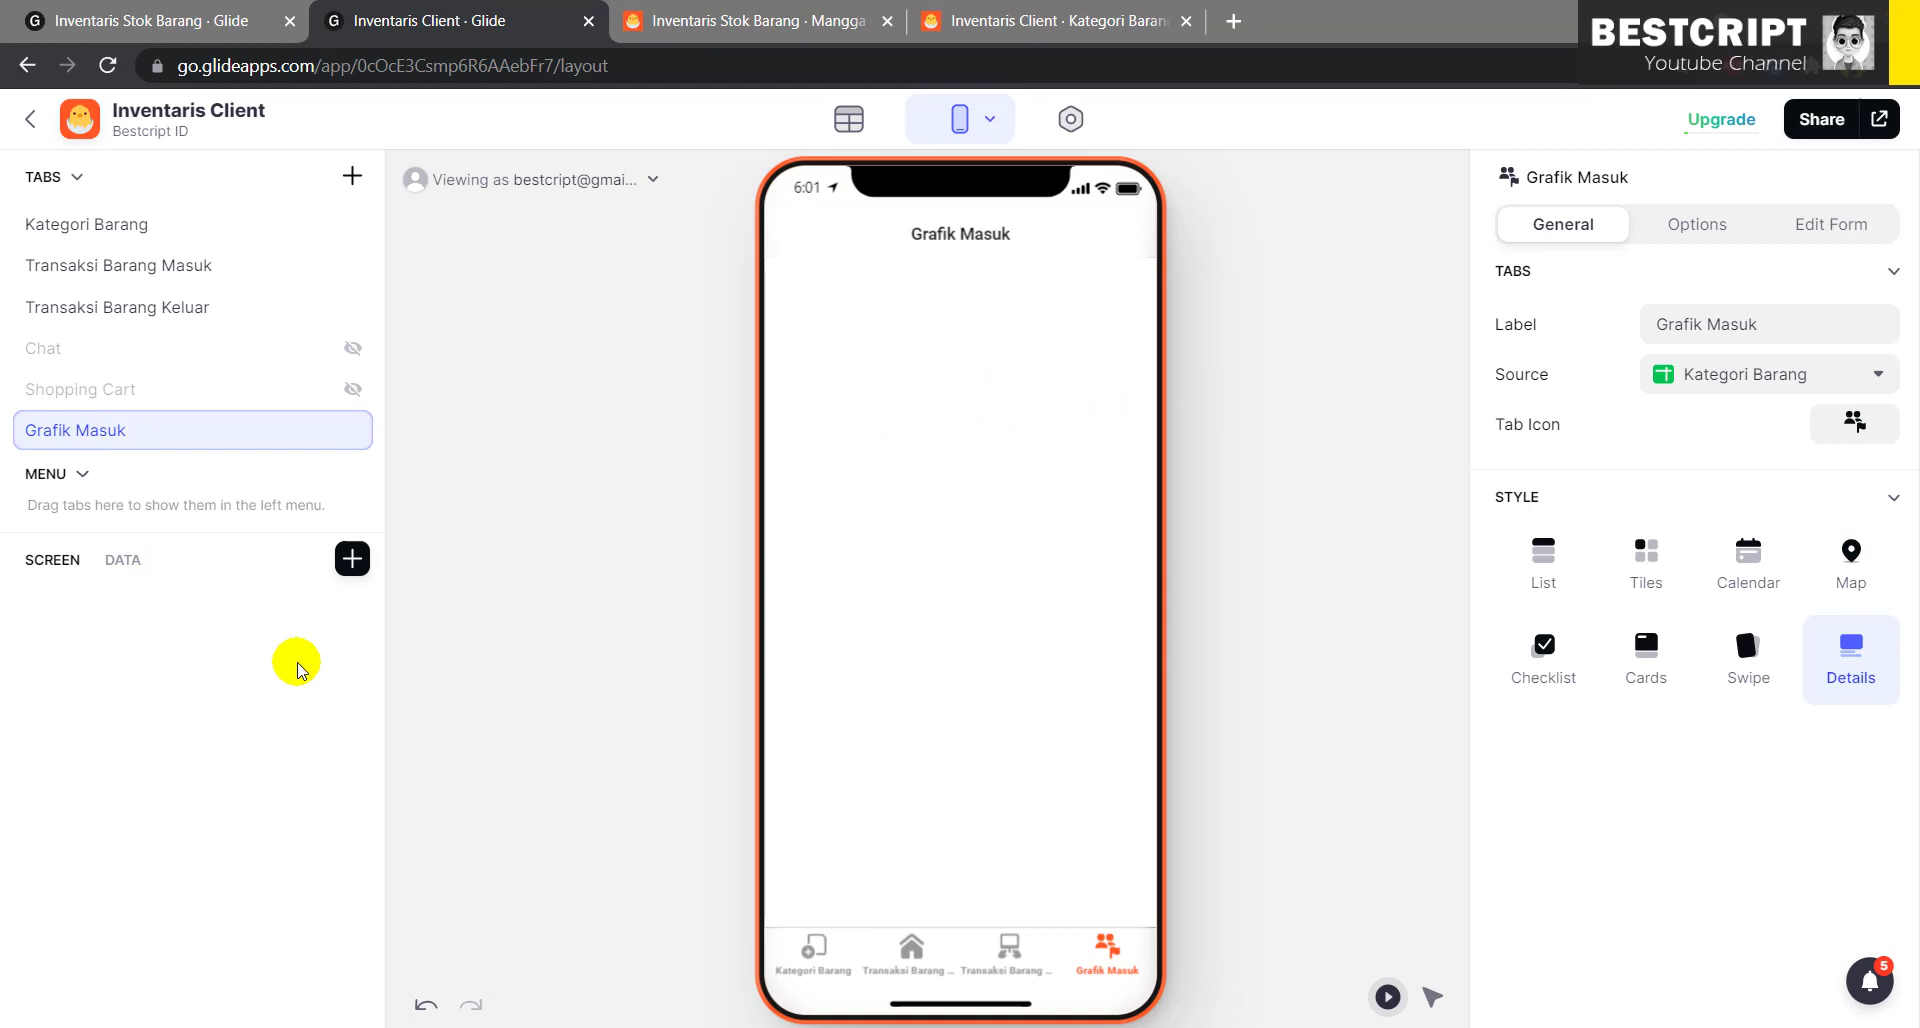 Inventaris Stok Barang · Glide
Inventaris Client · Glide
Inventaris Stok Barang · Mangga
Inventaris Client · Kategori Baran
BESTCRIPT
Youtube Channel
go.glideapps.com/app/0cOcE3Csmp6R6AAebFr7/layout
Inventaris Client
Bestcript ID
Upgrade
Share
TABS
Kategori Barang
Transaksi Barang Masuk
Transaksi Barang Keluar
Chat
Shopping Cart
Grafik Masuk
MENU
Drag tabs here to show them in the left menu.
SCREEN
DATA
Viewing as bestcript@gmai...
6:01
Grafik Masuk
Kategori Barang
Transaksi Barang ...
Transaksi Barang ...
Grafik Masuk
Grafik Masuk
General
Options
Edit Form
TABS
Label
Grafik Masuk
Source
Kategori Barang
Tab Icon
STYLE
List
Tiles
Calendar
Map
Checklist
Cards
Swipe
Details
5